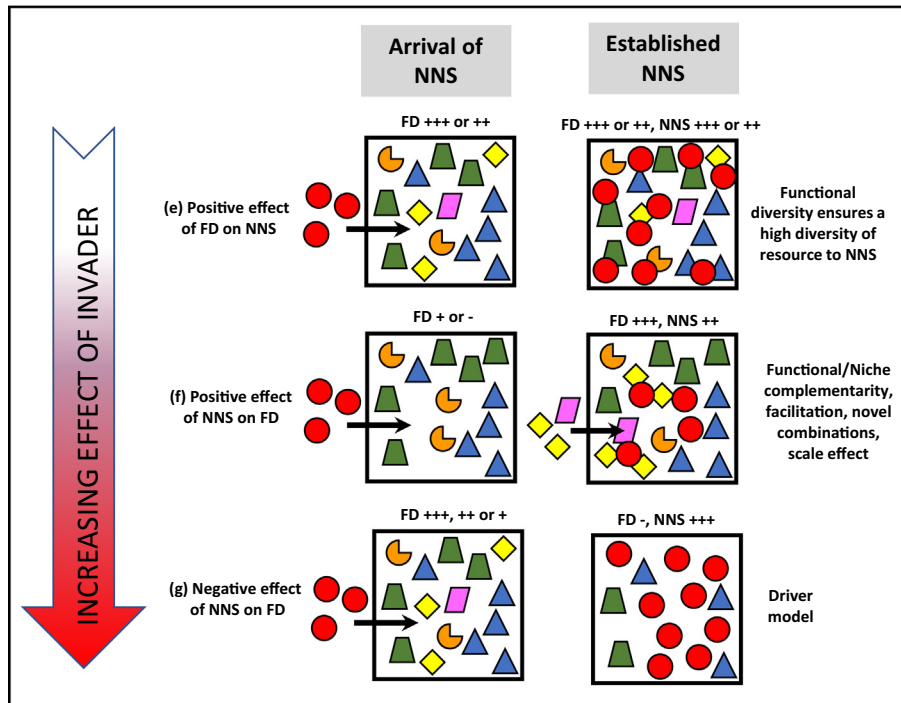 Arrival of
NNS
Established
NNS
INCREASING EFFECT OF INVADER
FD +++ or ++
FD +++ or ++, NNS +++ or ++
(e) Positive effect
of FD on NNS
Functional
diversity ensures a
high diversity of
resource to NNS
FD + or -
FD +++, NNS ++
(f) Positive effect
of NNS on FD
Functional/Niche
complementarity,
facilitation, novel
combinations,
scale effect
FD +++, ++ or +
FD -, NNS +++
(g) Negative effect
of NNS on FD
Driver
model